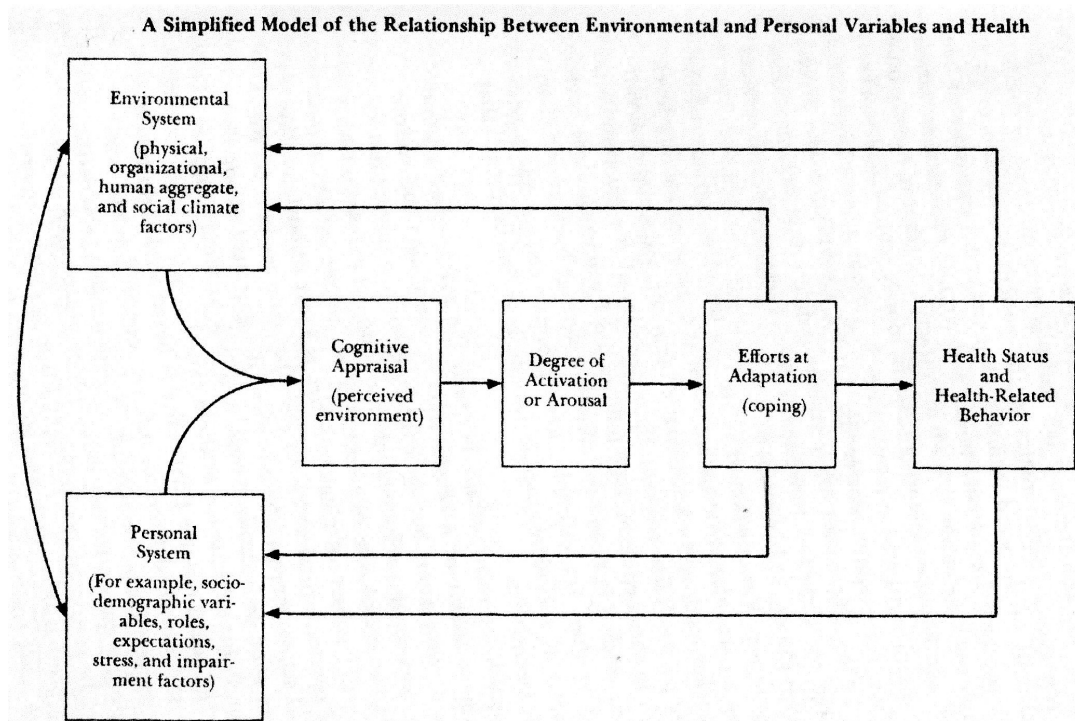 A Simplified Model of the Relationship Between Environmental and Personal Variables and Health
Environmental
System
(physical,
organizational,
human aggregate,
and social climate
factors)
Cognitive
Appraisal
(perceived
environment)
Degree of
Activation
or Arousal
Efforts at
Adaptation
(coping)
Health Status
and
Health-Related
Behavior
Personal
System
(For example, socio-
demographic vari-
ables, roles,
expectations,
stress, and impair-
ment factors)